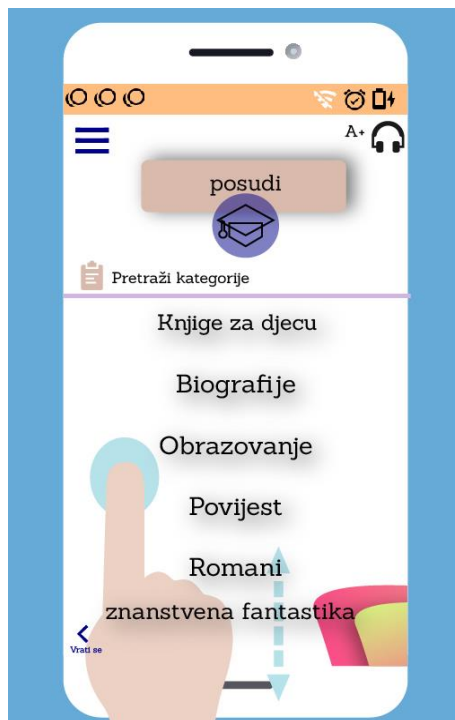 A+
posudi
Pretraži kategorije
Knjige za djecu
Biografije
Obrazovanje
Povijest
Romani
znanstvena fantastika
Vrati se